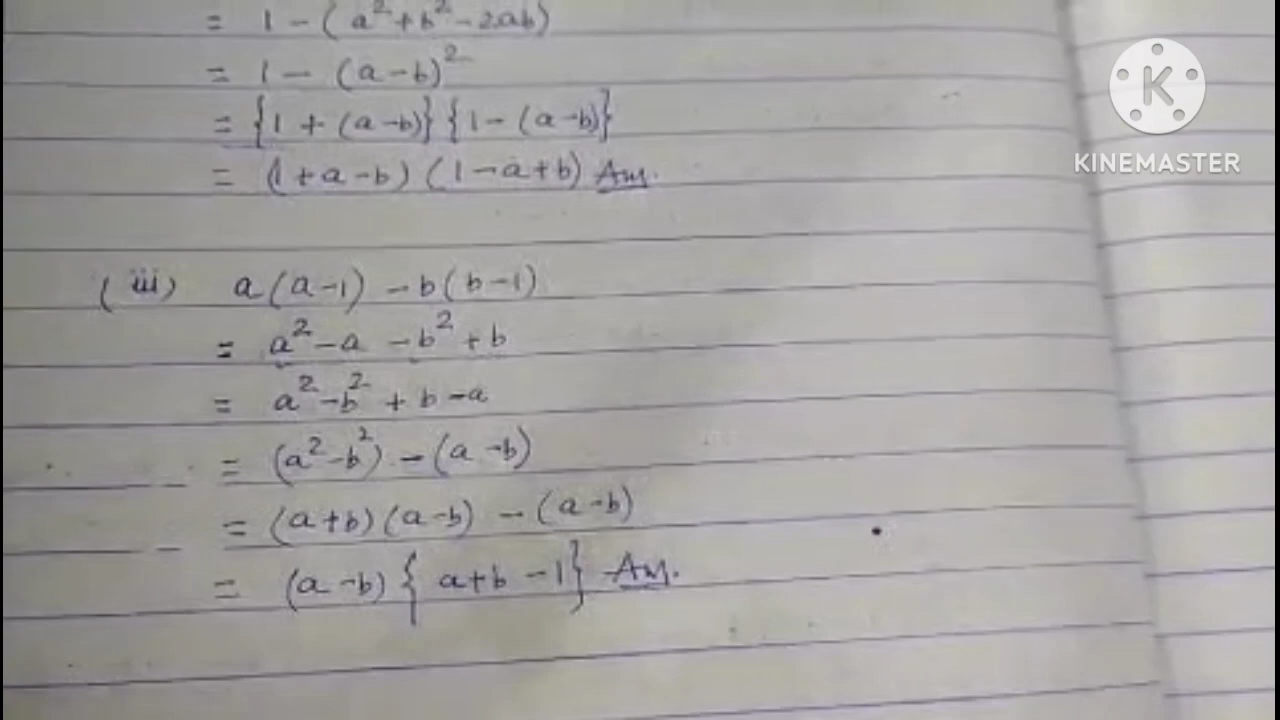 = 1 - (a²+b²-2ab)
= 1 - (a-b)²
= {1 + (a-b)} {1 - (a-b)}
= (1+a-b) (1-a+b) Ans.
(iii) a(a-1) - b(b-1)
= a² - a - b² + b
= a² - b² + b - a
= (a²-b²) - (a-b)
= (a+b) (a-b) - (a-b)
= (a-b) { a+b-1} Ans.
K
KINEMASTER